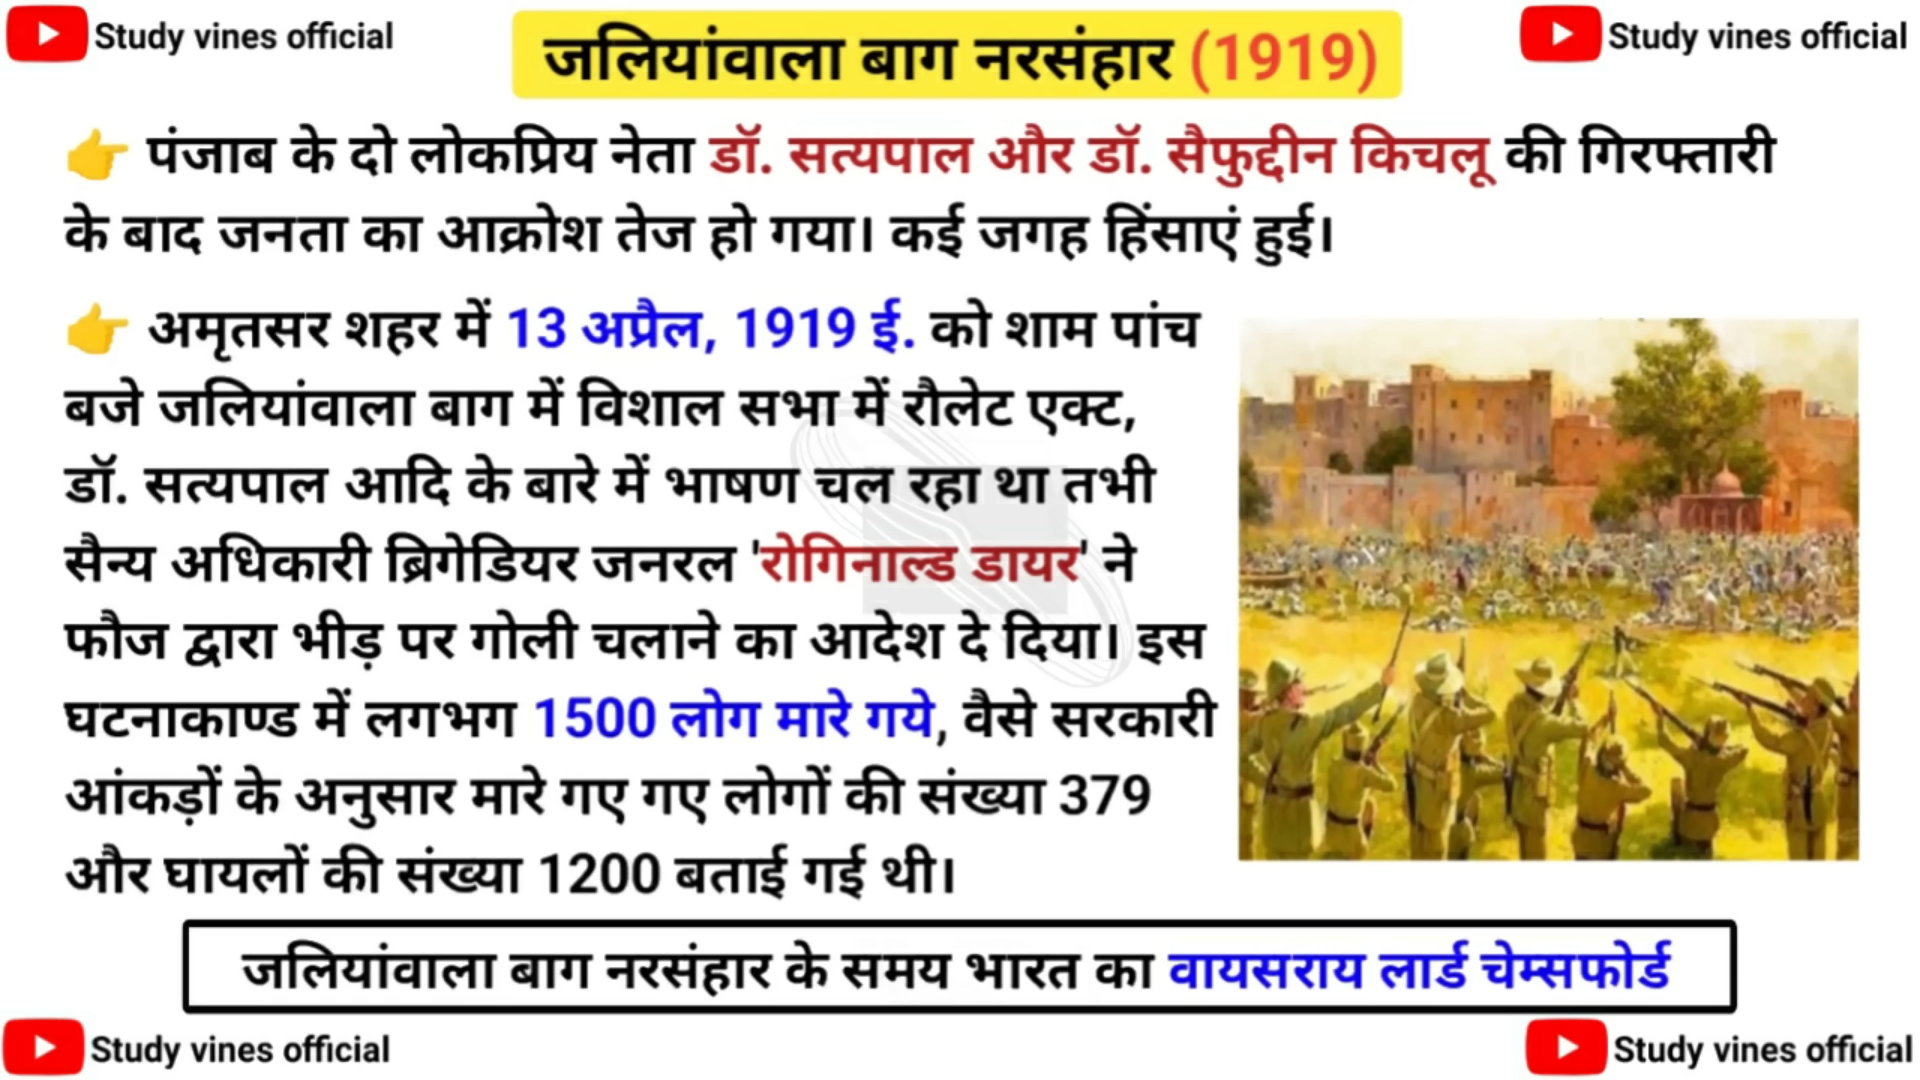 Study vines official
जलियांवाला बाग नरसंहार (1919)
Study vines official
👉 पंजाब के दो लोकप्रिय नेता डॉ. सत्यपाल और डॉ. सैफुद्दीन किचलू की गिरफ्तारी
के बाद जनता का आक्रोश तेज हो गया। कई जगह हिंसाएं हुई।
👉 अमृतसर शहर में 13 अप्रैल, 1919 ई. को शाम पांच
बजे जलियांवाला बाग में विशाल सभा में रौलेट एक्ट,
डॉ. सत्यपाल आदि के बारे में भाषण चल रहा था तभी
सैन्य अधिकारी ब्रिगेडियर जनरल 'रोगिनाल्ड डायर' ने
फौज द्वारा भीड़ पर गोली चलाने का आदेश दे दिया। इस
घटनाकाण्ड में लगभग 1500 लोग मारे गये, वैसे सरकारी
आंकड़ों के अनुसार मारे गए गए लोगों की संख्या 379
और घायलों की संख्या 1200 बताई गई थी।
जलियांवाला बाग नरसंहार के समय भारत का वायसराय लार्ड चेम्सफोर्ड
Study vines official
Study vines official